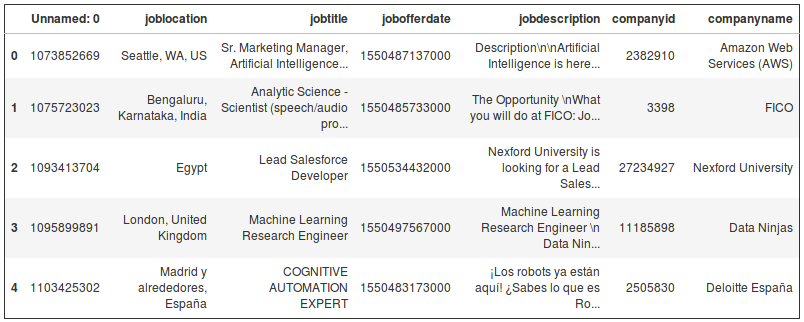 Unnamed: 0 joblocation jobtitle jobofferdate jobdescription companyid companyname
0 1073852669 Seattle, WA, US Sr. Marketing Manager, Artificial Intelligence... 1550487137000 Description\n\nArtificial Intelligence is here... 2382910 Amazon Web Services (AWS)
1 1075723023 Bengaluru, Karnataka, India Analytic Science - Scientist (speech/audio pro... 1550485733000 The Opportunity \nWhat you will do at FICO: Jo... 3398 FICO
2 1093413704 Egypt Lead Salesforce Developer 1550534432000 Nexford University is looking for a Lead Sales... 27234927 Nexford University
3 1095899891 London, United Kingdom Machine Learning Research Engineer 1550497567000 Machine Learning Research Engineer \n Data Nin... 11185898 Data Ninjas
4 1103425302 Madrid y alrededores, España COGNITIVE AUTOMATION EXPERT 1550483173000 ¡Los robots ya están aquí! ¿Sabes lo que es Ro... 2505830 Deloitte España